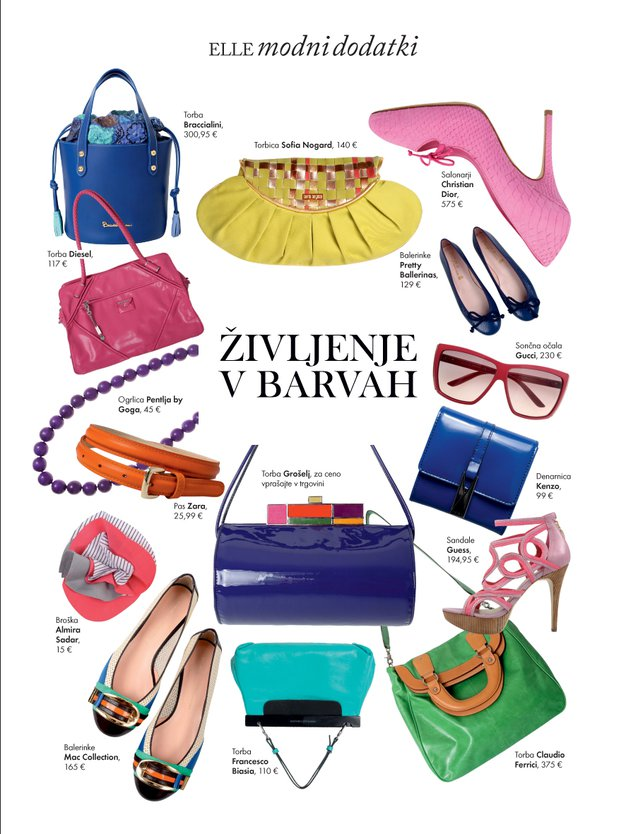 ELLE modni dodatki
Torba
Braccialini,
300,95 €
Torbica Sofia Nogard, 140 €
Salonarji
Christian
Dior,
575 €
Torba Diesel,
117 €
Balerinke
Pretty
Ballerinas,
129 €
ŽIVLJENJE
V BARVAH
Sončna očala
Gucci, 230 €
Ogrlica Pentlja by
Goga, 45 €
Torba Grošelj, za ceno
vprašajte v trgovini
Denarnica
Kenzo,
99 €
Pas Zara,
25,99 €
Sandale
Guess,
194,95 €
Broška
Almira
Sadar,
15 €
Balerinke
Mac Collection,
165 €
Torba
Francesco
Biasia, 110 €
Torba Claudio
Ferrici, 375 €